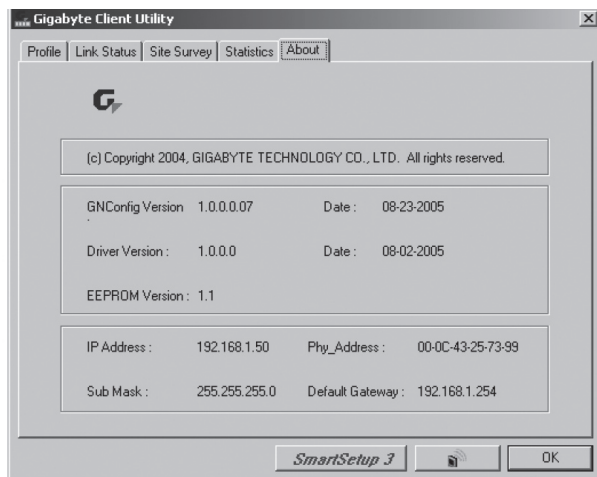 Gigabyte Client Utility
Profile Link Status Site Survey Statistics About
G
(c) Copyright 2004, GIGABYTE TECHNOLOGY CO., LTD. All rights reserved.
GNConfig Version : 1.0.0.0.07 Date : 08-23-2005
Driver Version : 1.0.0.0 Date : 08-02-2005
EEPROM Version : 1.1
IP Address : 192.168.1.50 Phy_Address : 00-0C-43-25-73-99
Sub Mask : 255.255.255.0 Default Gateway : 192.168.1.254
SmartSetup 3 OK